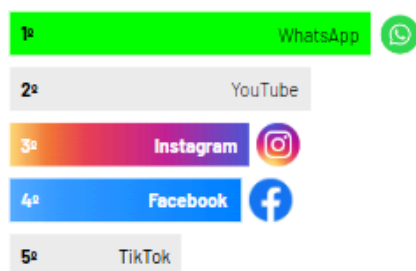 1º WhatsApp
2º YouTube
3º Instagram
4º Facebook
5º TikTok